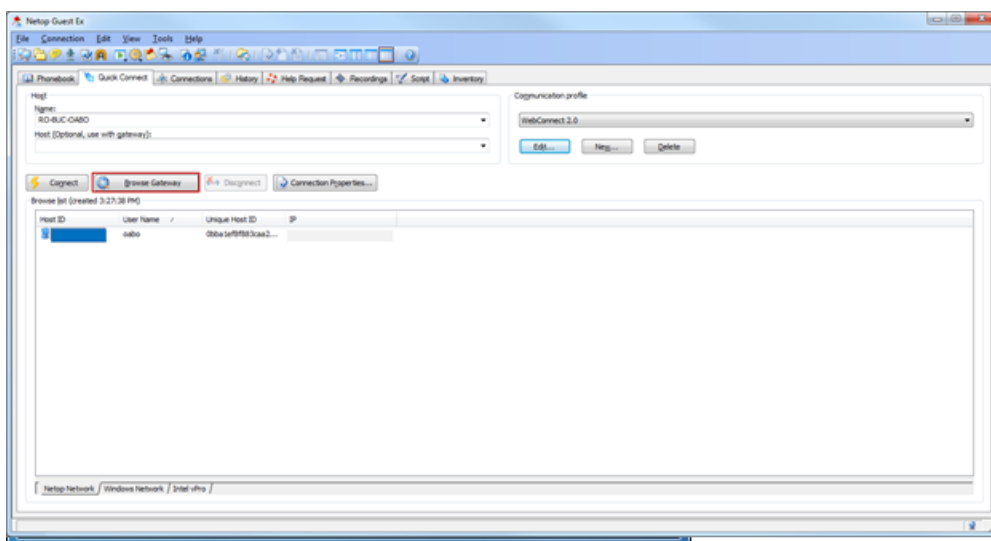 Netop Guest Ex
File Connection Edit View Tools Help
Phonebook Quick Connect Connections History Help Request Recordings Script Inventory
Host
Name:
RO-BUC-OABO
Host (Optional, use with gateway):
Communication profile
WebConnect 2.0
Edit... New... Delete
Connect Browse Gateway Disconnect Connection Properties...
Browse list (created 3:27:38 PM)
Host ID User Name / Unique Host ID IP
oabo
Netop Network Windows Network Intel vPro